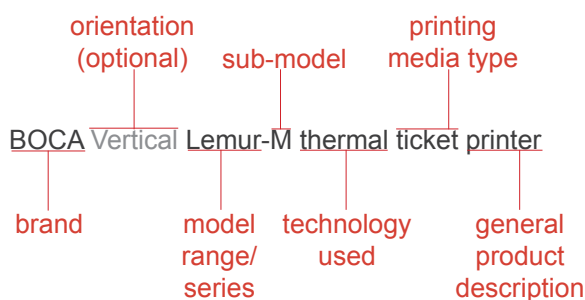 orientation
(optional)
sub-model
printing
media type
BOCA Vertical Lemur-M thermal ticket printer
brand
model
range/
series
technology
used
general
product
description